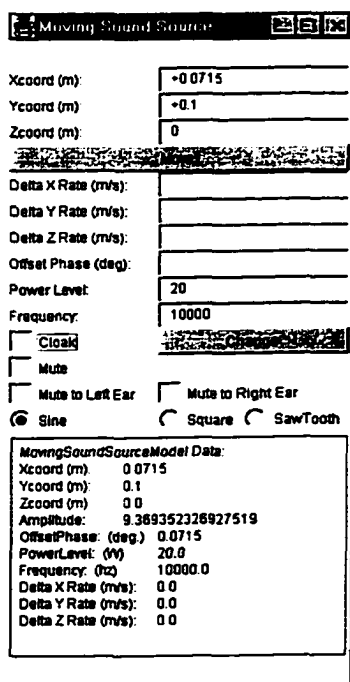 Moving Sound Source
Xcoord (m): +0.0715
Ycoord (m): +0.1
Zcoord (m): 0
Delta X Rate (m/s):
Delta Y Rate (m/s):
Delta Z Rate (m/s):
Offset Phase (deg):
Power Level: 20
Frequency: 10000
Cloak
Mute
Mute to Left Ear Mute to Right Ear
Sine Square SawTooth
MovingSoundSourceModel Data:
Xcoord (m): 0.0715
Ycoord (m): 0.1
Zcoord (m) 0.0
Amplitude: 9.369352326927519
OffsetPhase: (deg.) 0.0715
PowerLevel: (W) 20.0
Frequency: (hz) 10000.0
Delta X Rate (m/s): 0.0
Delta Y Rate (m/s): 0.0
Delta Z Rate (m/s): 0.0